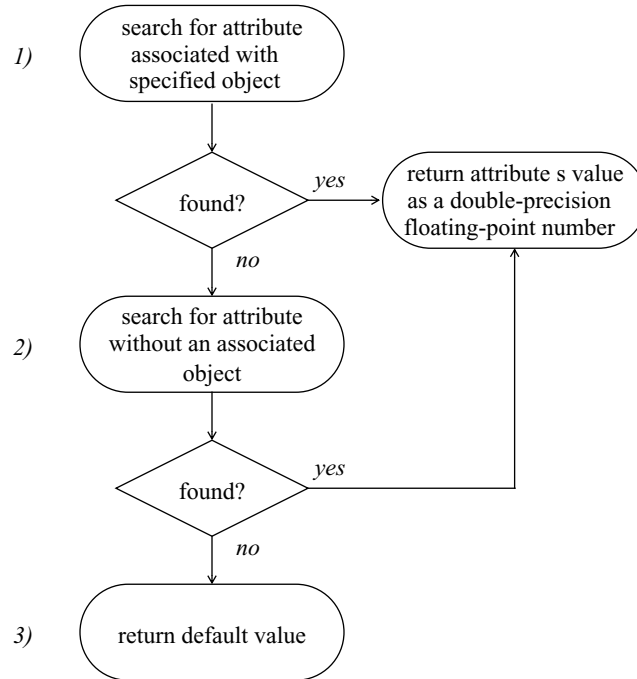 1)
search for attribute
associated with
specified object
found?
yes
return attribute s value
as a double-precision
floating-point number
no
2)
search for attribute
without an associated
object
found?
yes
no
3)
return default value